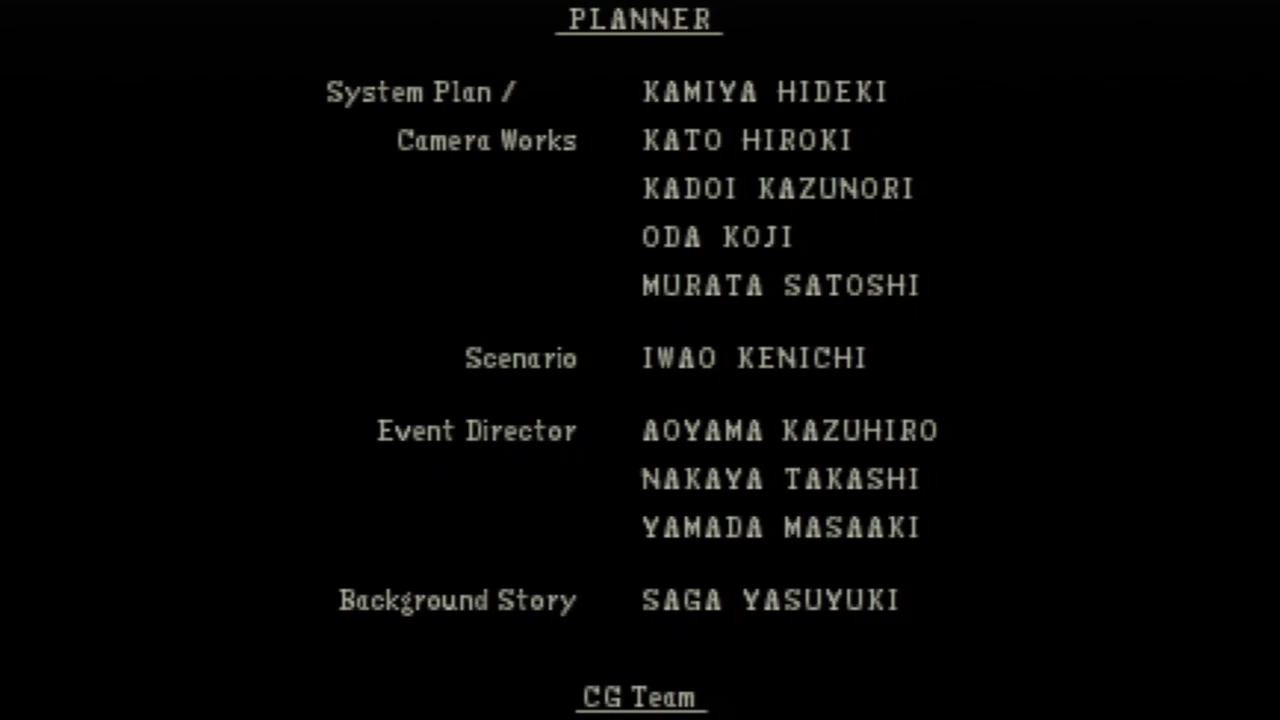 PLANNER
System Plan / KAMIYA HIDEKI
Camera Works KATO HIROKI
KADOI KAZUNORI
ODA KOJI
MURATA SATOSHI
Scenario IWAO KENICHI
Event Director AOYAMA KAZUHIRO
NAKAYA TAKASHI
YAMADA MASAAKI
Background Story SAGA YASUYUKI
CG Team